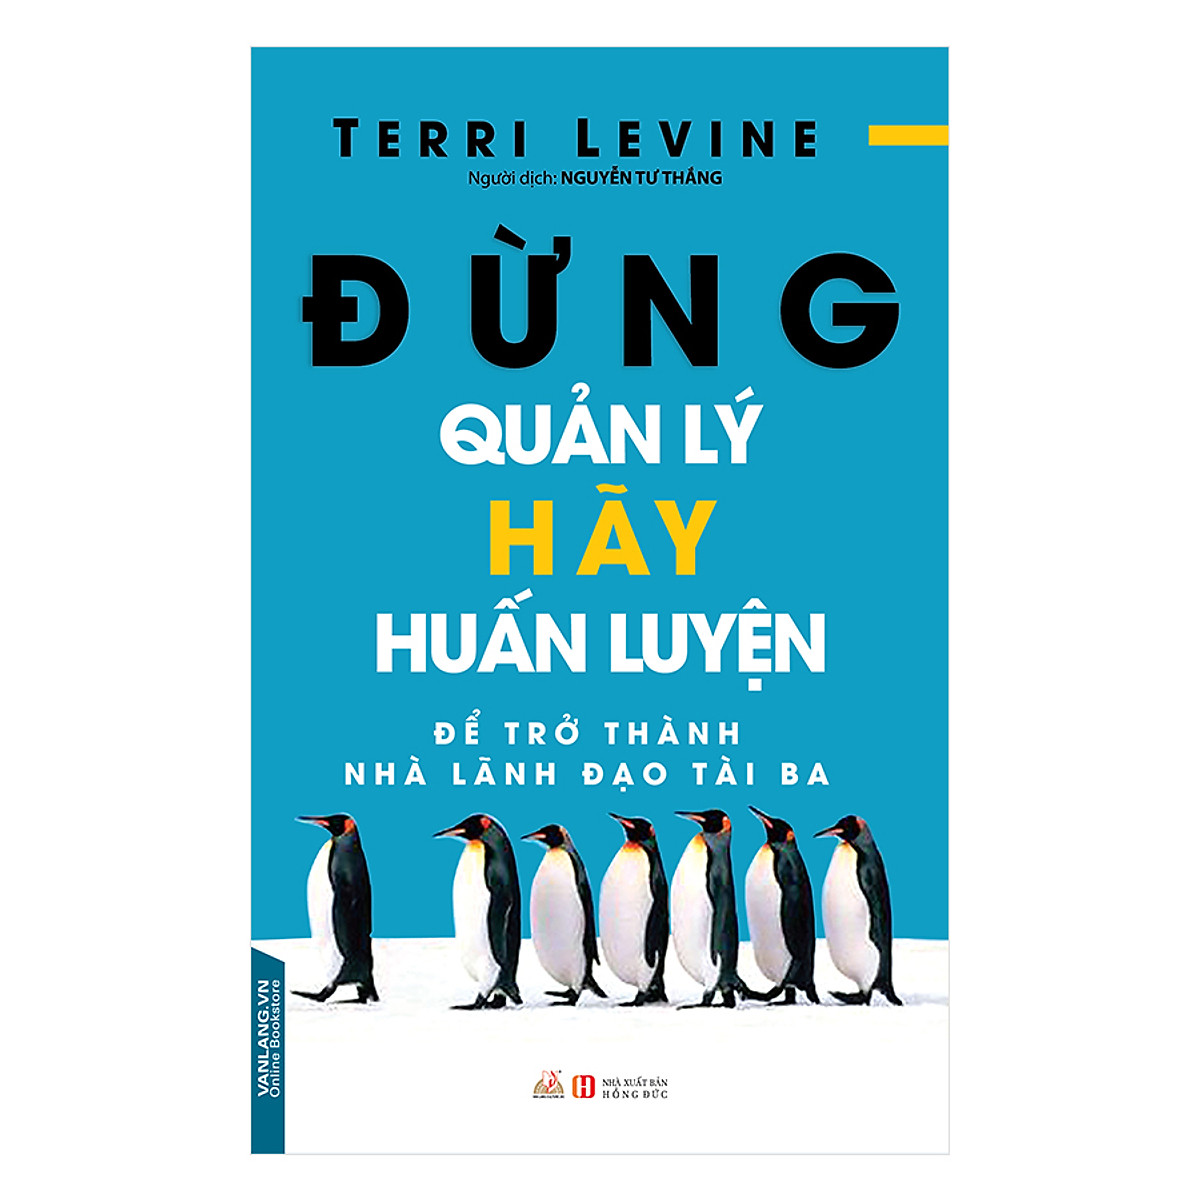 TERRI LEVINE
Người dịch: NGUYỄN TƯ THẮNG
ĐỪNG
QUẢN LÝ
HÃY
HUẤN LUYỆN
ĐỂ TRỞ THÀNH
NHÀ LÃNH ĐẠO TÀI BA
VANLANG.VN
Online Bookstore
NHÀ XUẤT BẢN
HỒNG ĐỨC